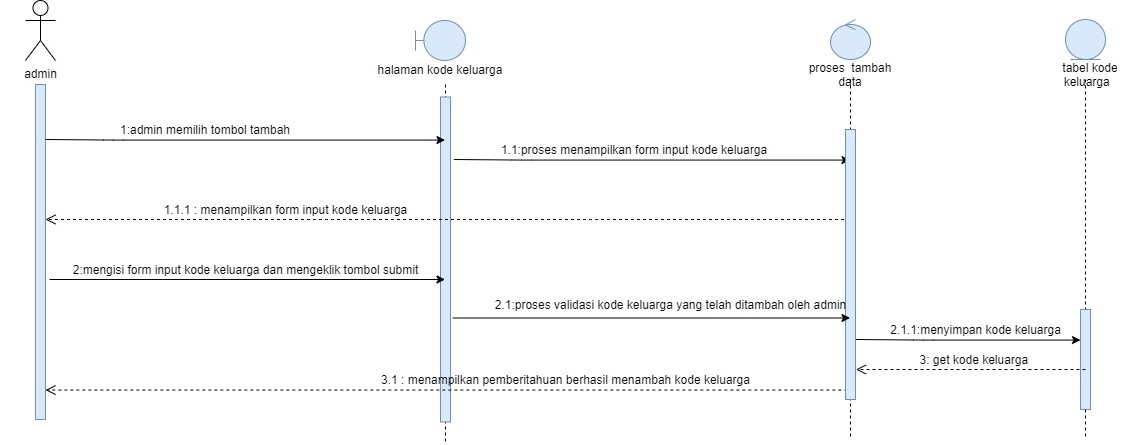 admin
halaman kode keluarga
proses tambah
data
tabel kode
keluarga
1:admin memilih tombol tambah
1.1:proses menampilkan form input kode keluarga
1.1.1 : menampilkan form input kode keluarga
2:mengisi form input kode keluarga dan mengeklik tombol submit
2.1:proses validasi kode keluarga yang telah ditambah oleh admin
2.1.1:menyimpan kode keluarga
3: get kode keluarga
3.1 : menampilkan pemberitahuan berhasil menambah kode keluarga